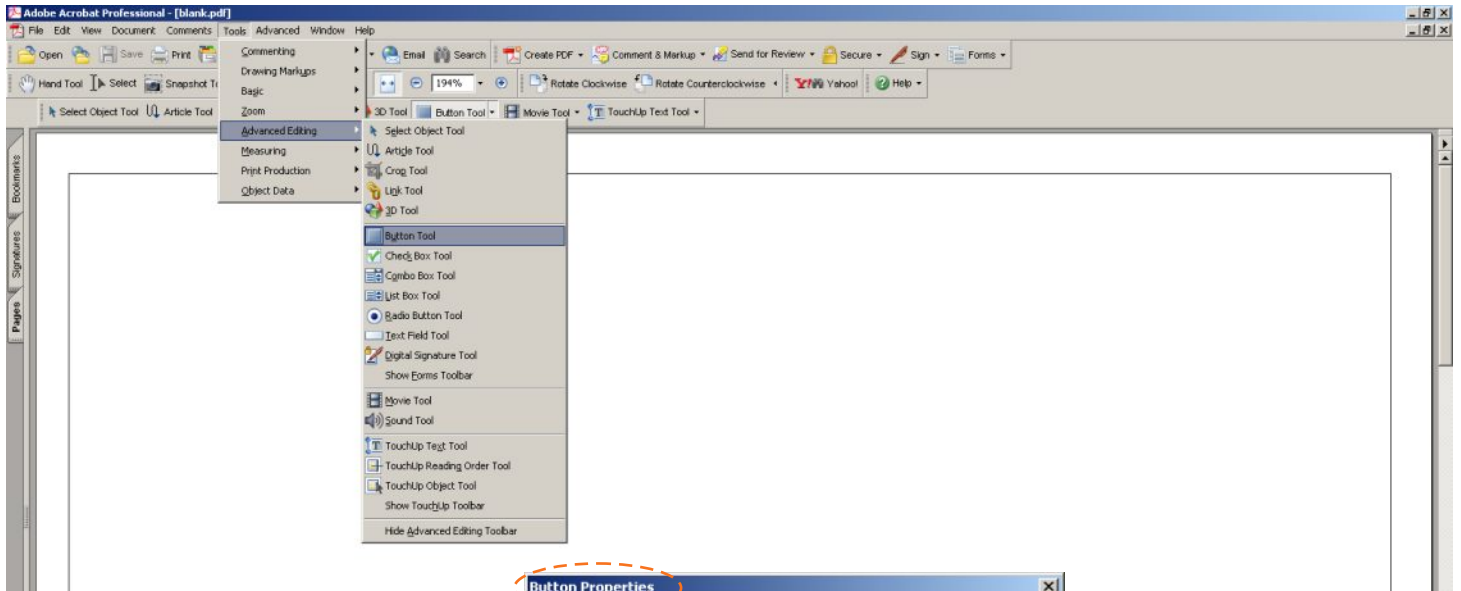 Adobe Acrobat Professional - [blank.pdf]
File Edit View Document Comments Tools Advanced Window Help
Open Save Print Email Search Create PDF Comment & Markup Send for Review Secure Sign Forms
Hand Tool Select Snapshot To 194% Rotate Clockwise Rotate Counterclockwise Y! Yahoo! Help
Select Object Tool Article Tool 3D Tool Button Tool Movie Tool TouchUp Text Tool
Commenting
Drawing Markups
Basic
Zoom
Advanced Editing
Measuring
Print Production
Object Data
Select Object Tool
Article Tool
Crop Tool
Link Tool
3D Tool
Button Tool
Check Box Tool
Combo Box Tool
List Box Tool
Radio Button Tool
Text Field Tool
Digital Signature Tool
Show Forms Toolbar
Movie Tool
Sound Tool
TouchUp Text Tool
TouchUp Reading Order Tool
TouchUp Object Tool
Show TouchUp Toolbar
Hide Advanced Editing Toolbar
Bookmarks
Signatures
Pages
Button Properties